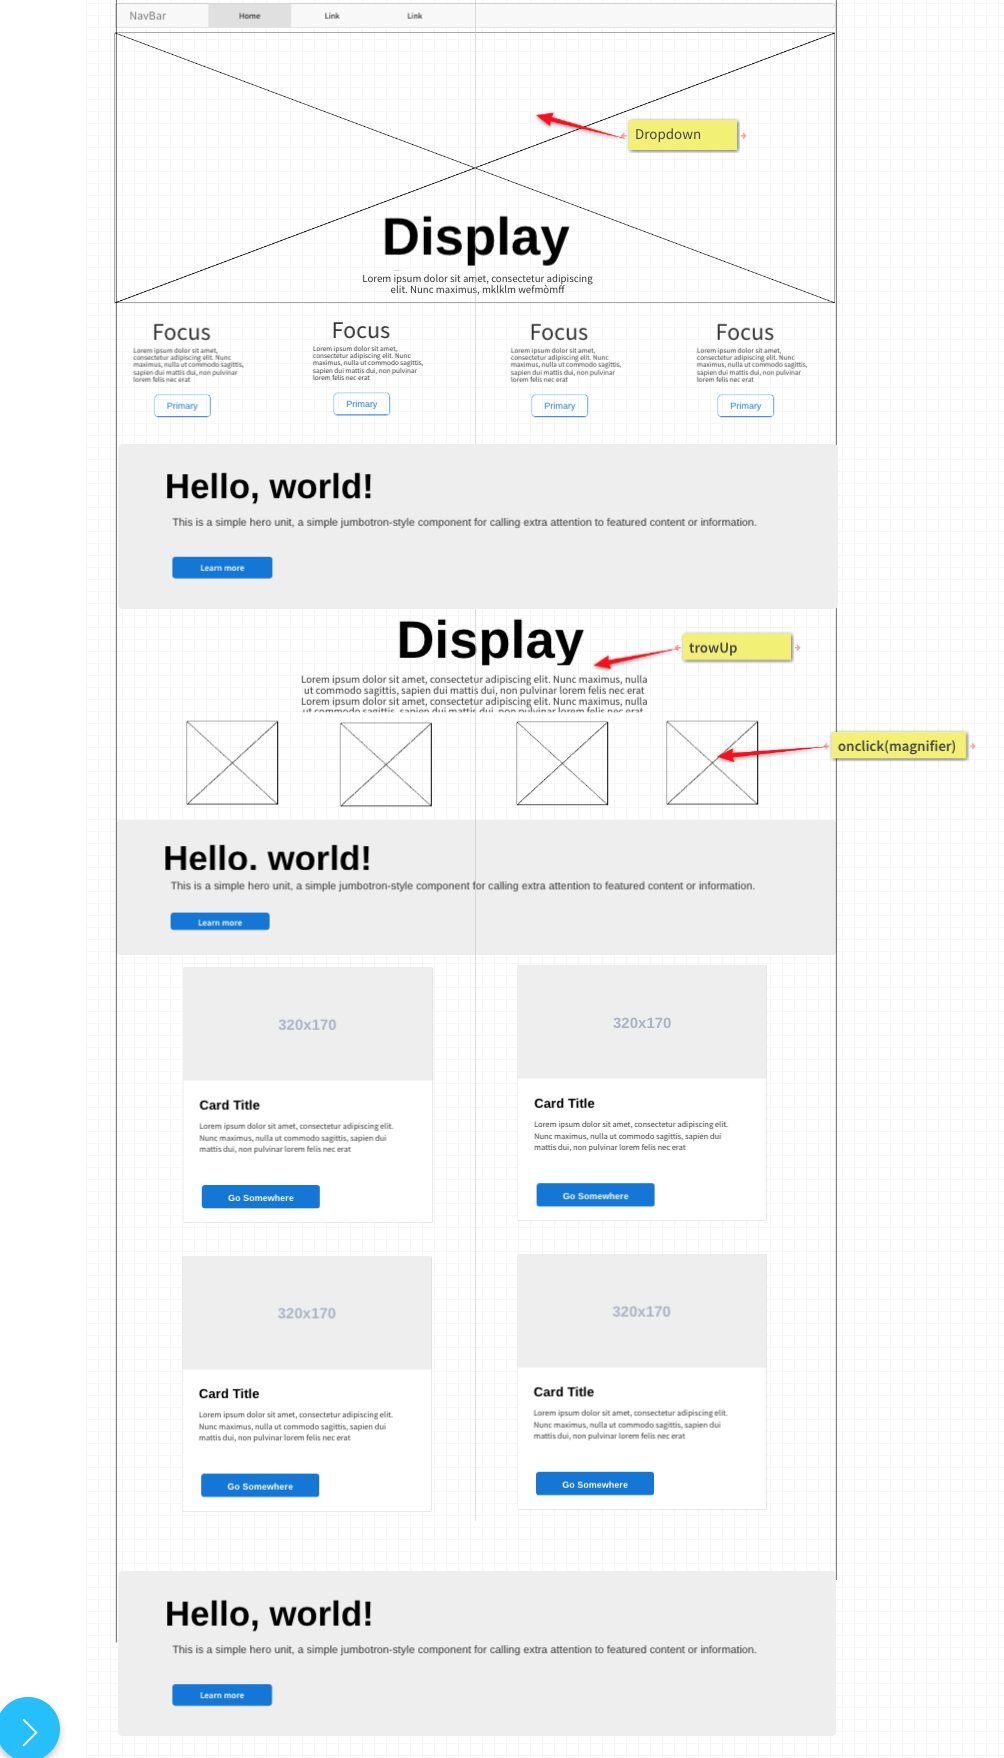 NavBar Home Link Link
Dropdown
Display
Lorem ipsum dolor sit amet, consectetur adipiscing
elit. Nunc maximus, mklklm wefmòmff
Focus
Lorem ipsum dolor sit amet,
consectetur adipiscing elit. Nunc
maximus, nulla ut commodo sagittis,
sapien dui mattis dui, non pulvinar
lorem felis nec erat
Primary
Focus
Lorem ipsum dolor sit amet,
consectetur adipiscing elit. Nunc
maximus, nulla ut commodo sagittis,
sapien dui mattis dui, non pulvinar
lorem felis nec erat
Primary
Focus
Lorem ipsum dolor sit amet,
consectetur adipiscing elit. Nunc
maximus, nulla ut commodo sagittis,
sapien dui mattis dui, non pulvinar
lorem felis nec erat
Primary
Focus
Lorem ipsum dolor sit amet,
consectetur adipiscing elit. Nunc
maximus, nulla ut commodo sagittis,
sapien dui mattis dui, non pulvinar
lorem felis nec erat
Primary
Hello, world!
This is a simple hero unit, a simple jumbotron-style component for calling extra attention to featured content or information.
Learn more
Display
trowUp
Lorem ipsum dolor sit amet, consectetur adipiscing elit. Nunc maximus, nulla
ut commodo sagittis, sapien dui mattis dui, non pulvinar lorem felis nec erat
Lorem ipsum dolor sit amet, consectetur adipiscing elit. Nunc maximus, nulla
ut commodo sagittis, sapien dui mattis dui, non pulvinar lorem felis nec erat
onclick(magnifier)
Hello. world!
This is a simple hero unit, a simple jumbotron-style component for calling extra attention to featured content or information.
Learn more
320x170
Card Title
Lorem ipsum dolor sit amet, consectetur adipiscing elit.
Nunc maximus, nulla ut commodo sagittis, sapien dui
mattis dui, non pulvinar lorem felis nec erat
Go Somewhere
320x170
Card Title
Lorem ipsum dolor sit amet, consectetur adipiscing elit.
Nunc maximus, nulla ut commodo sagittis, sapien dui
mattis dui, non pulvinar lorem felis nec erat
Go Somewhere
320x170
Card Title
Lorem ipsum dolor sit amet, consectetur adipiscing elit.
Nunc maximus, nulla ut commodo sagittis, sapien dui
mattis dui, non pulvinar lorem felis nec erat
Go Somewhere
320x170
Card Title
Lorem ipsum dolor sit amet, consectetur adipiscing elit.
Nunc maximus, nulla ut commodo sagittis, sapien dui
mattis dui, non pulvinar lorem felis nec erat
Go Somewhere
Hello, world!
This is a simple hero unit, a simple jumbotron-style component for calling extra attention to featured content or information.
Learn more